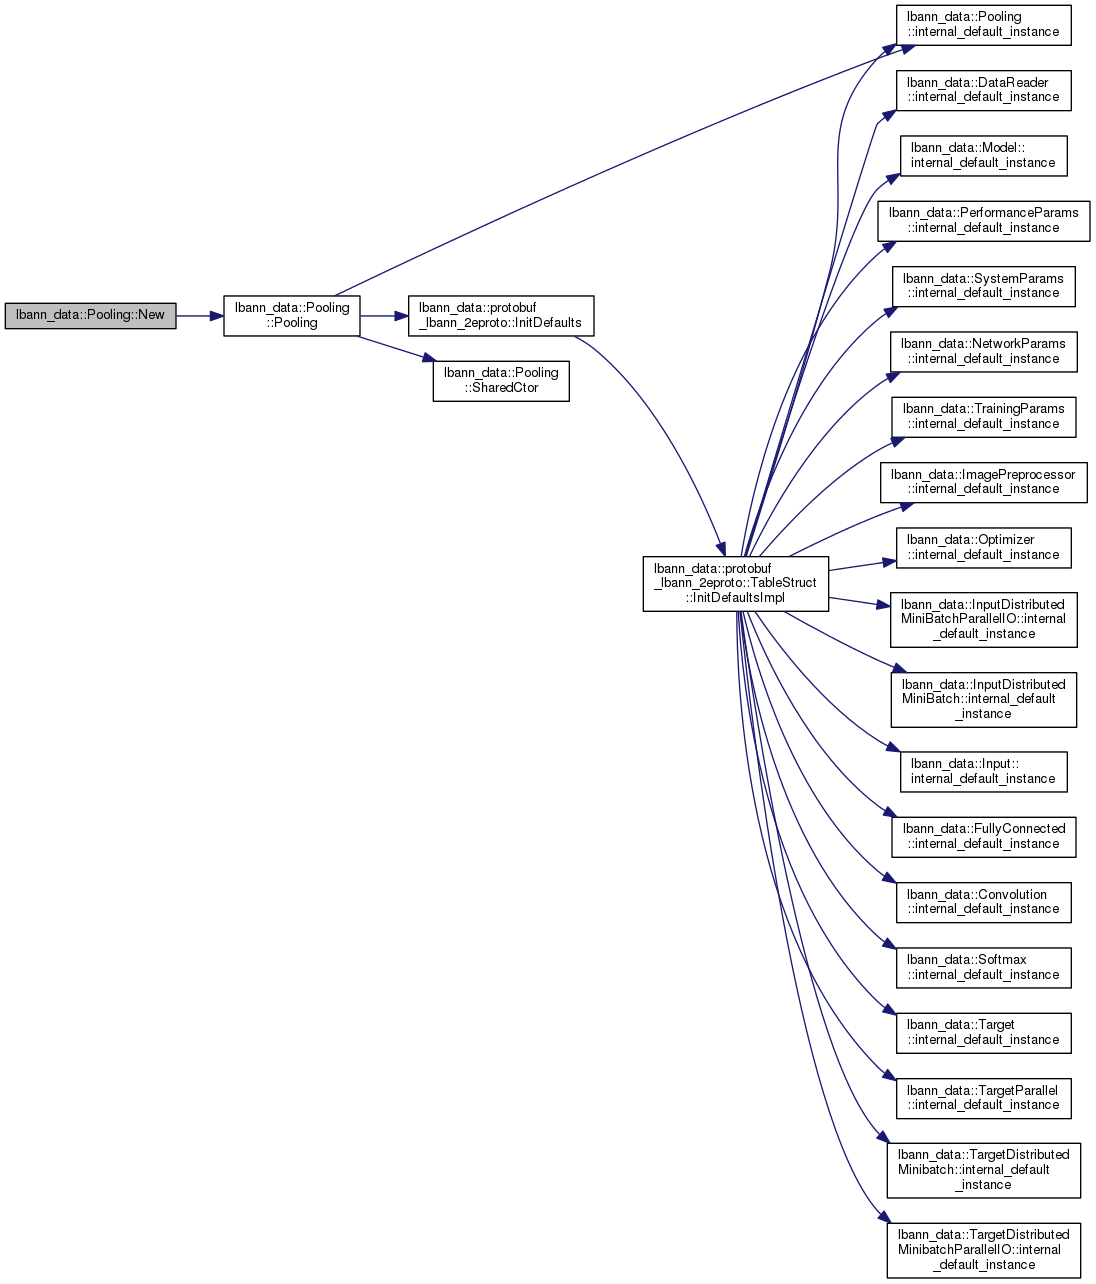 lbann_data::Pooling::New
lbann_data::Pooling
::Pooling
lbann_data::protobuf
_lbann_2eproto::InitDefaults
lbann_data::Pooling
::SharedCtor
lbann_data::protobuf
_lbann_2eproto::TableStruct
::InitDefaultsImpl
lbann_data::Pooling
::internal_default_instance
lbann_data::DataReader
::internal_default_instance
lbann_data::Model::
internal_default_instance
lbann_data::PerformanceParams
::internal_default_instance
lbann_data::SystemParams
::internal_default_instance
lbann_data::NetworkParams
::internal_default_instance
lbann_data::TrainingParams
::internal_default_instance
lbann_data::ImagePreprocessor
::internal_default_instance
lbann_data::Optimizer
::internal_default_instance
lbann_data::InputDistributed
MiniBatchParallelIO::internal
_default_instance
lbann_data::InputDistributed
MiniBatch::internal_default
_instance
lbann_data::Input::
internal_default_instance
lbann_data::FullyConnected
::internal_default_instance
lbann_data::Convolution
::internal_default_instance
lbann_data::Softmax
::internal_default_instance
lbann_data::Target
::internal_default_instance
lbann_data::TargetParallel
::internal_default_instance
lbann_data::TargetDistributed
Minibatch::internal_default
_instance
lbann_data::TargetDistributed
MinibatchParallelIO::internal
_default_instance